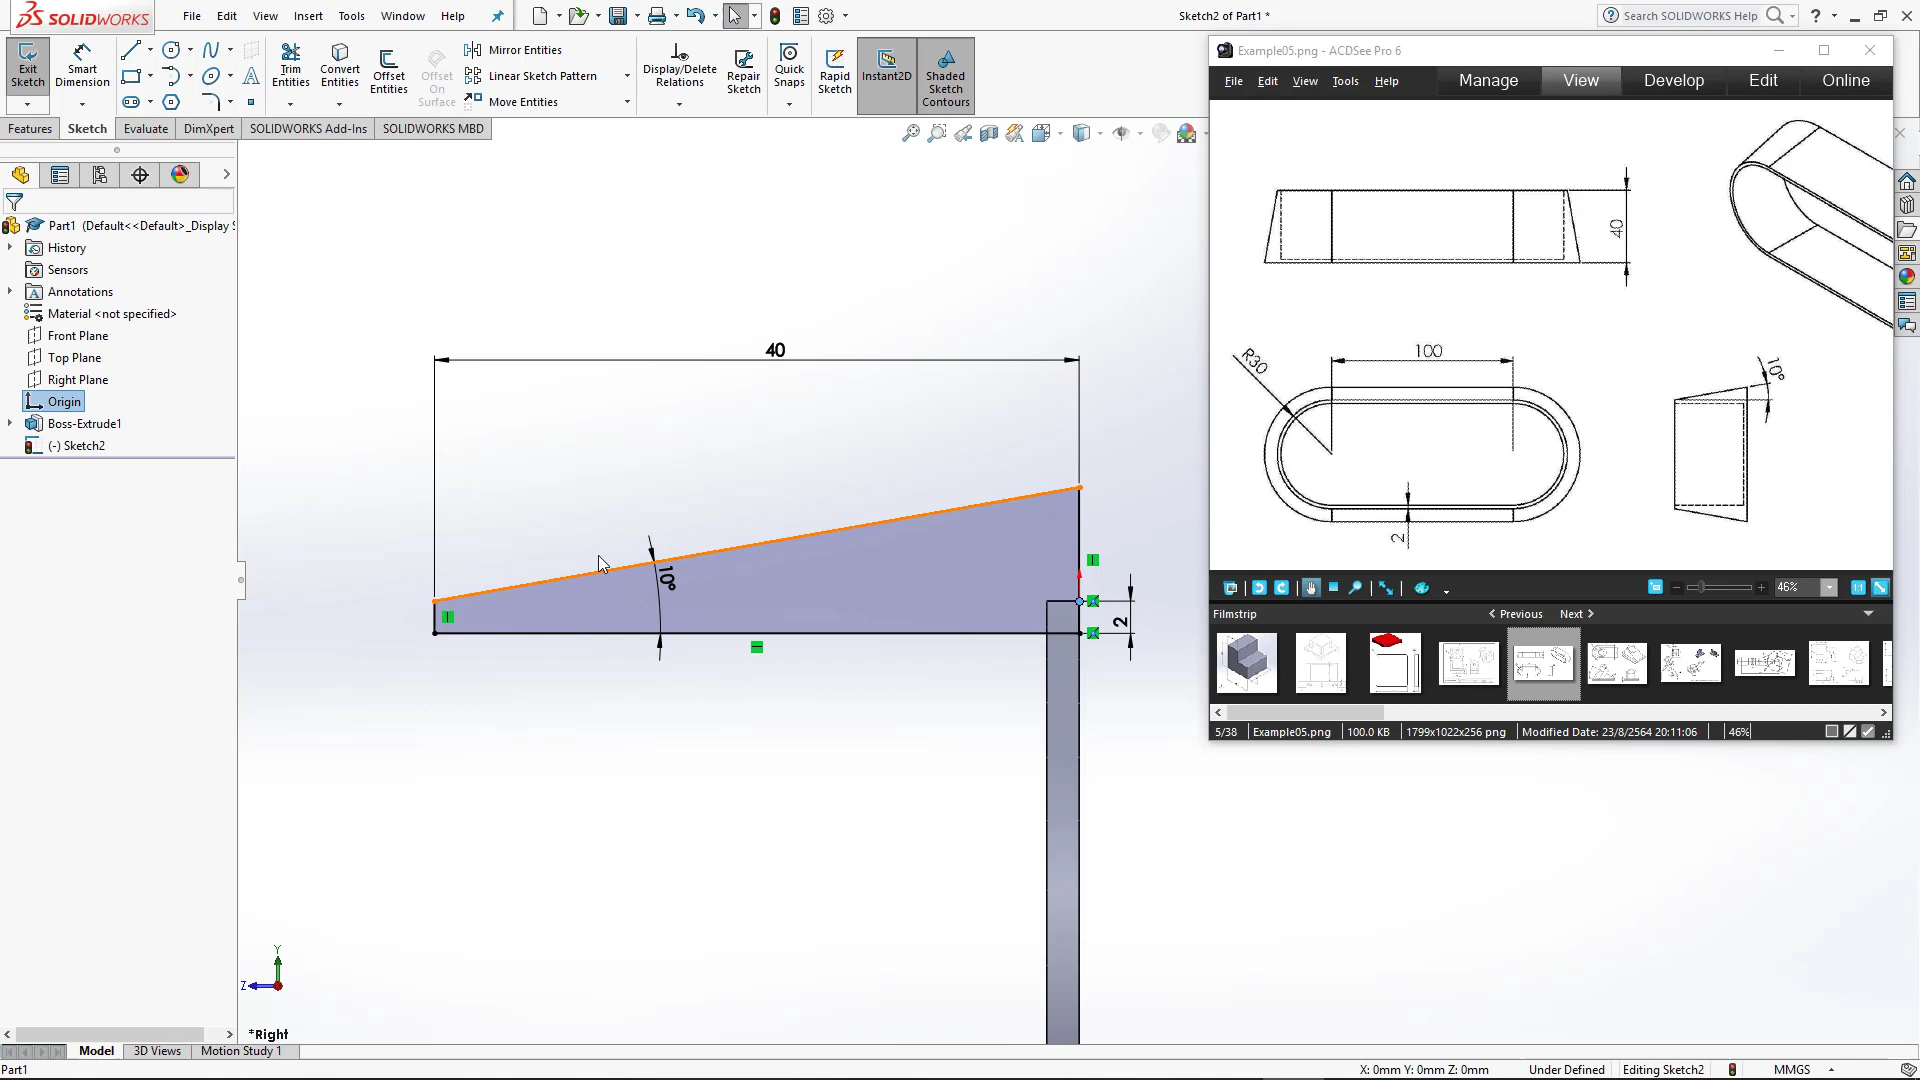 SOLIDWORKS
File Edit View Insert Tools Window Help
Sketch2 of Part1 *
Search SOLIDWORKS Help
Exit Sketch
Smart Dimension
Trim Entities
Convert Entities
Offset Entities
Offset On Surface
Mirror Entities
Linear Sketch Pattern
Move Entities
Display/Delete Relations
Repair Sketch
Quick Snaps
Rapid Sketch
Instant2D
Shaded Sketch Contours
Features Sketch Evaluate DimXpert SOLIDWORKS Add-Ins SOLIDWORKS MBD
Part1 (Default<<Default>_Display S
History
Sensors
Annotations
Material <not specified>
Front Plane
Top Plane
Right Plane
Origin
Boss-Extrude1
(-) Sketch2
40
10°
2
Y
Z
*Right
Example05.png - ACDSee Pro 6
File Edit View Tools Help
Manage View Develop Edit Online
40
R30
100
10°
2
46%
1:1
Filmstrip
Previous Next
5/38 Example05.png 100.0 KB 1799x1022x256 png Modified Date: 23/8/2564 20:11:06 46%
Model 3D Views Motion Study 1
Part1
X: 0mm Y: 0mm Z: 0mm Under Defined Editing Sketch2 MMGS